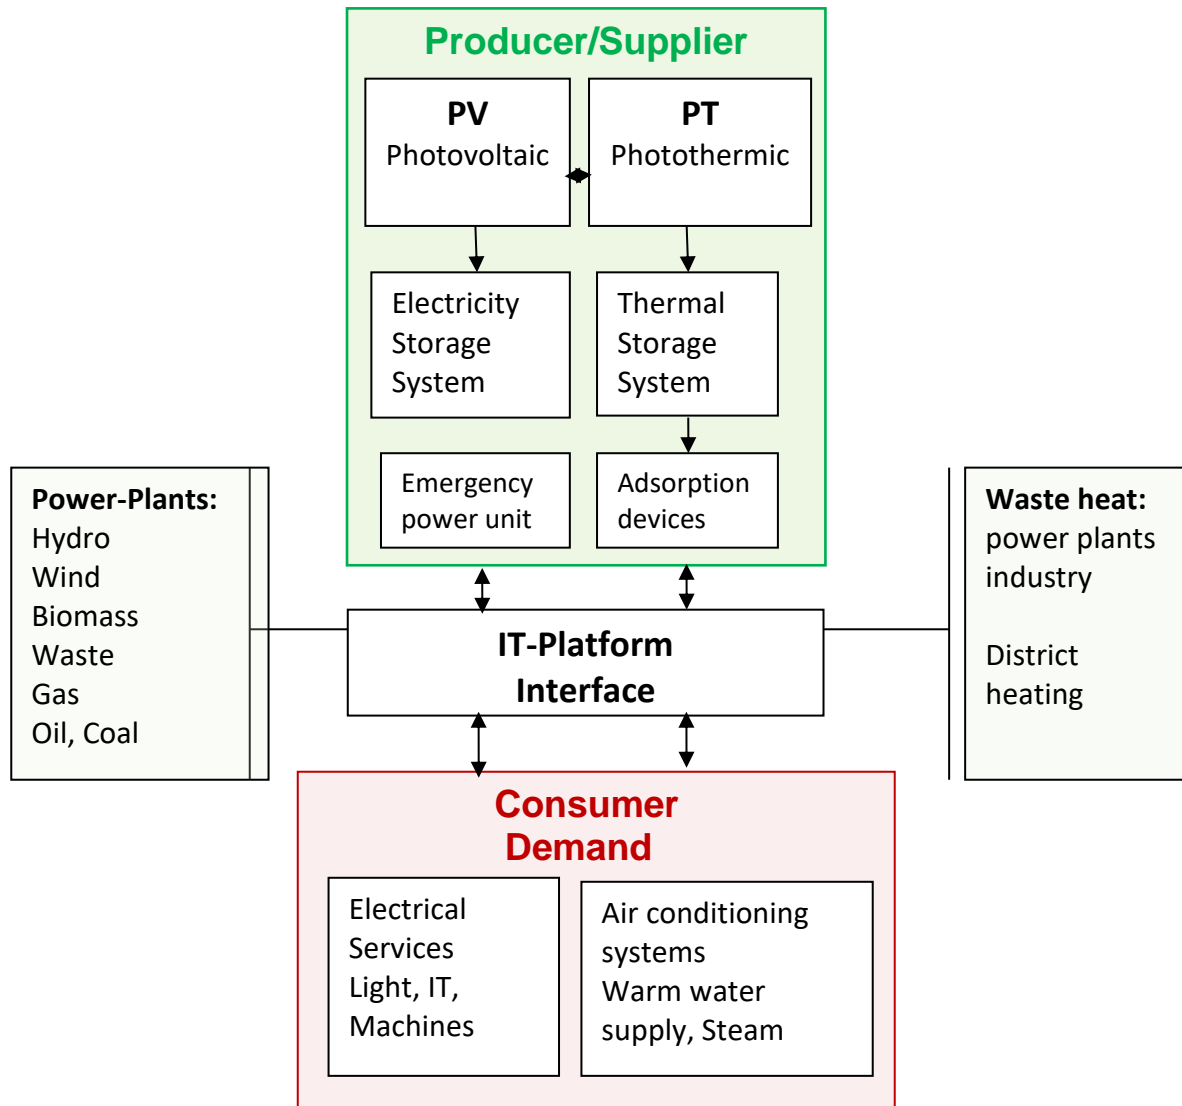 Producer/Supplier
PV
Photovoltaic
PT
Photothermic
Electricity
Storage
System
Thermal
Storage
System
Emergency
power unit
Adsorption
devices
Power-Plants:
Hydro
Wind
Biomass
Waste
Gas
Oil, Coal
IT-Platform
Interface
Waste heat:
power plants
industry
District
heating
Consumer
Demand
Electrical
Services
Light, IT,
Machines
Air conditioning
systems
Warm water
supply, Steam